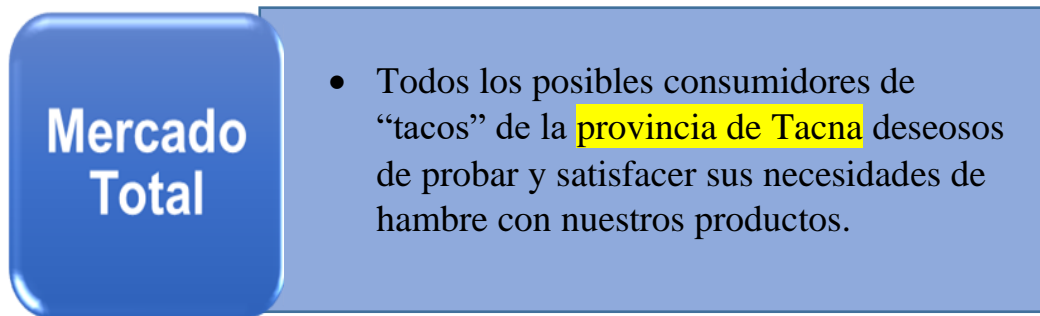 Mercado
Total
• Todos los posibles consumidores de
“tacos” de la provincia de Tacna deseosos
de probar y satisfacer sus necesidades de
hambre con nuestros productos.